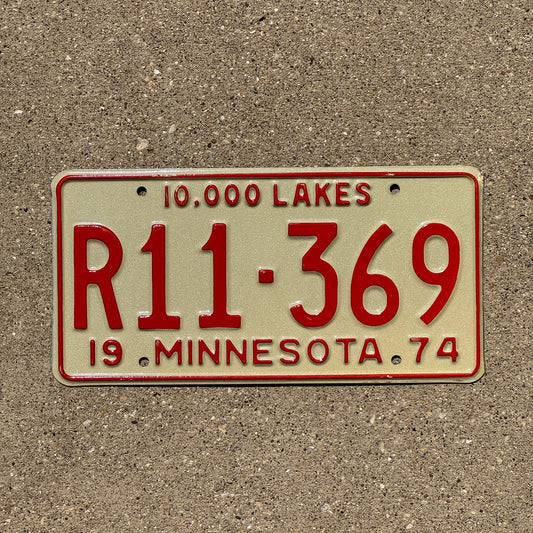 10,000 LAKES
R11·369
19 MINNESOTA 74